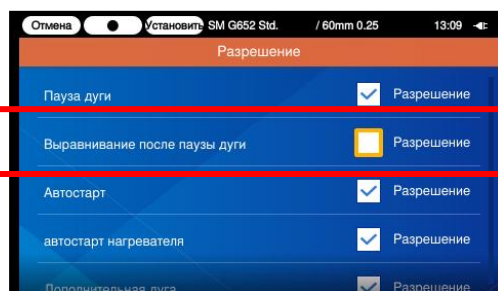 Отмена Установить SM G652 Std. / 60mm 0.25 13:09
Разрешение
Пауза дуги Разрешение
Выравнивание после паузы дуги Разрешение
Автостарт Разрешение
автостарт нагревателя Разрешение
Дополнительная дуга Разрешение